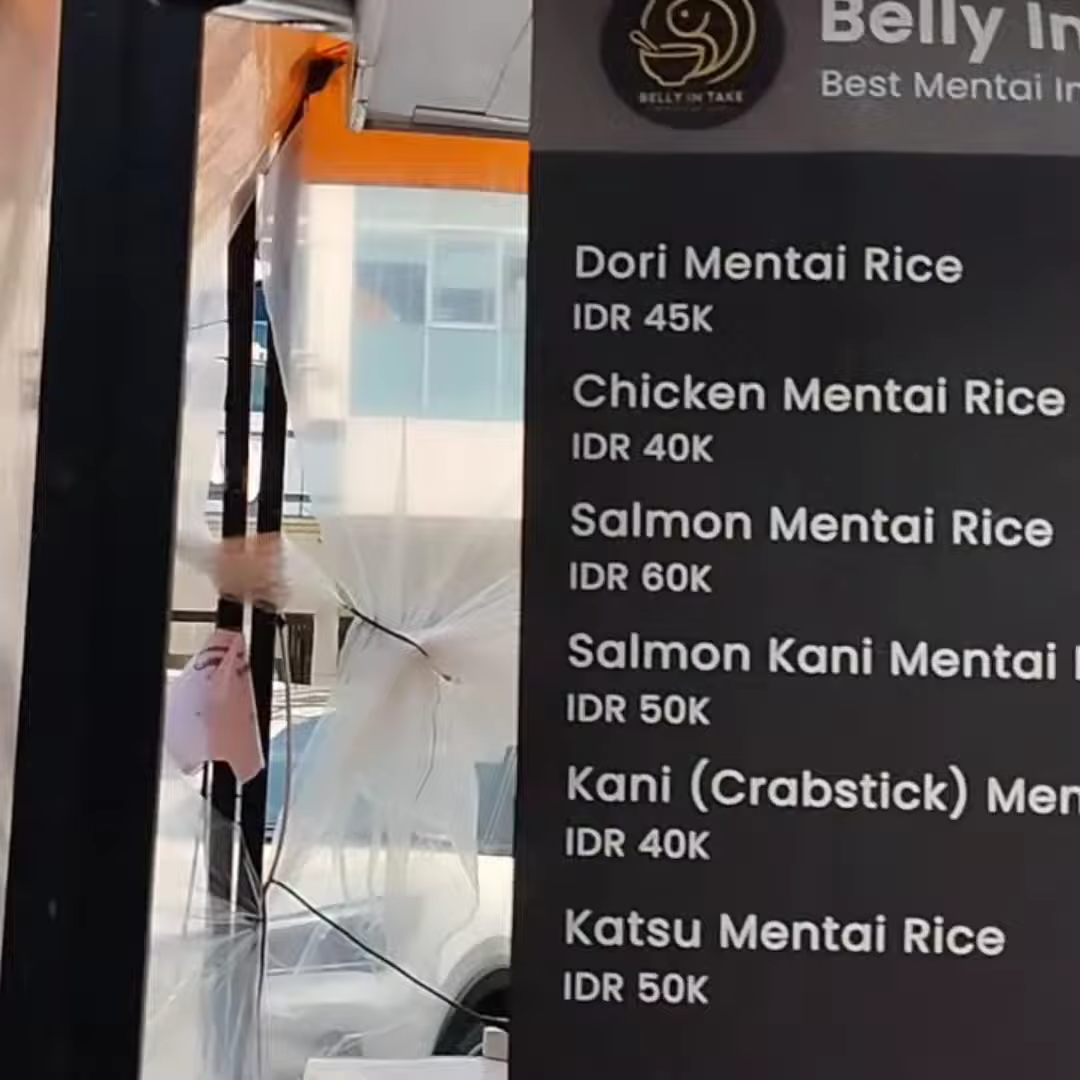 Belly In
Best Mentai In
BELLY IN TAKE
Dori Mentai Rice
IDR 45K
Chicken Mentai Rice
IDR 40K
Salmon Mentai Rice
IDR 60K
Salmon Kani Mentai
IDR 50K
Kani (Crabstick) Men
IDR 40K
Katsu Mentai Rice
IDR 50K